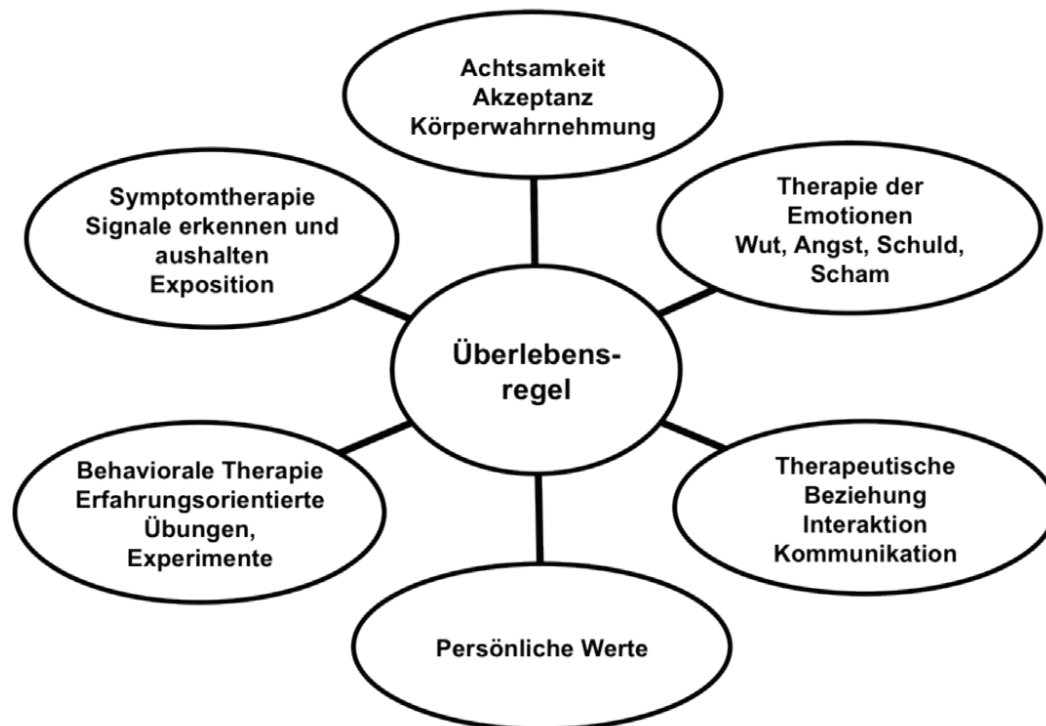 Achtsamkeit
Akzeptanz
Körperwahrnehmung
Symptomtherapie
Signale erkennen und
aushalten
Exposition
Therapie der
Emotionen
Wut, Angst, Schuld,
Scham
Überlebens-
regel
Behaviorale Therapie
Erfahrungsorientierte
Übungen,
Experimente
Therapeutische
Beziehung
Interaktion
Kommunikation
Persönliche Werte